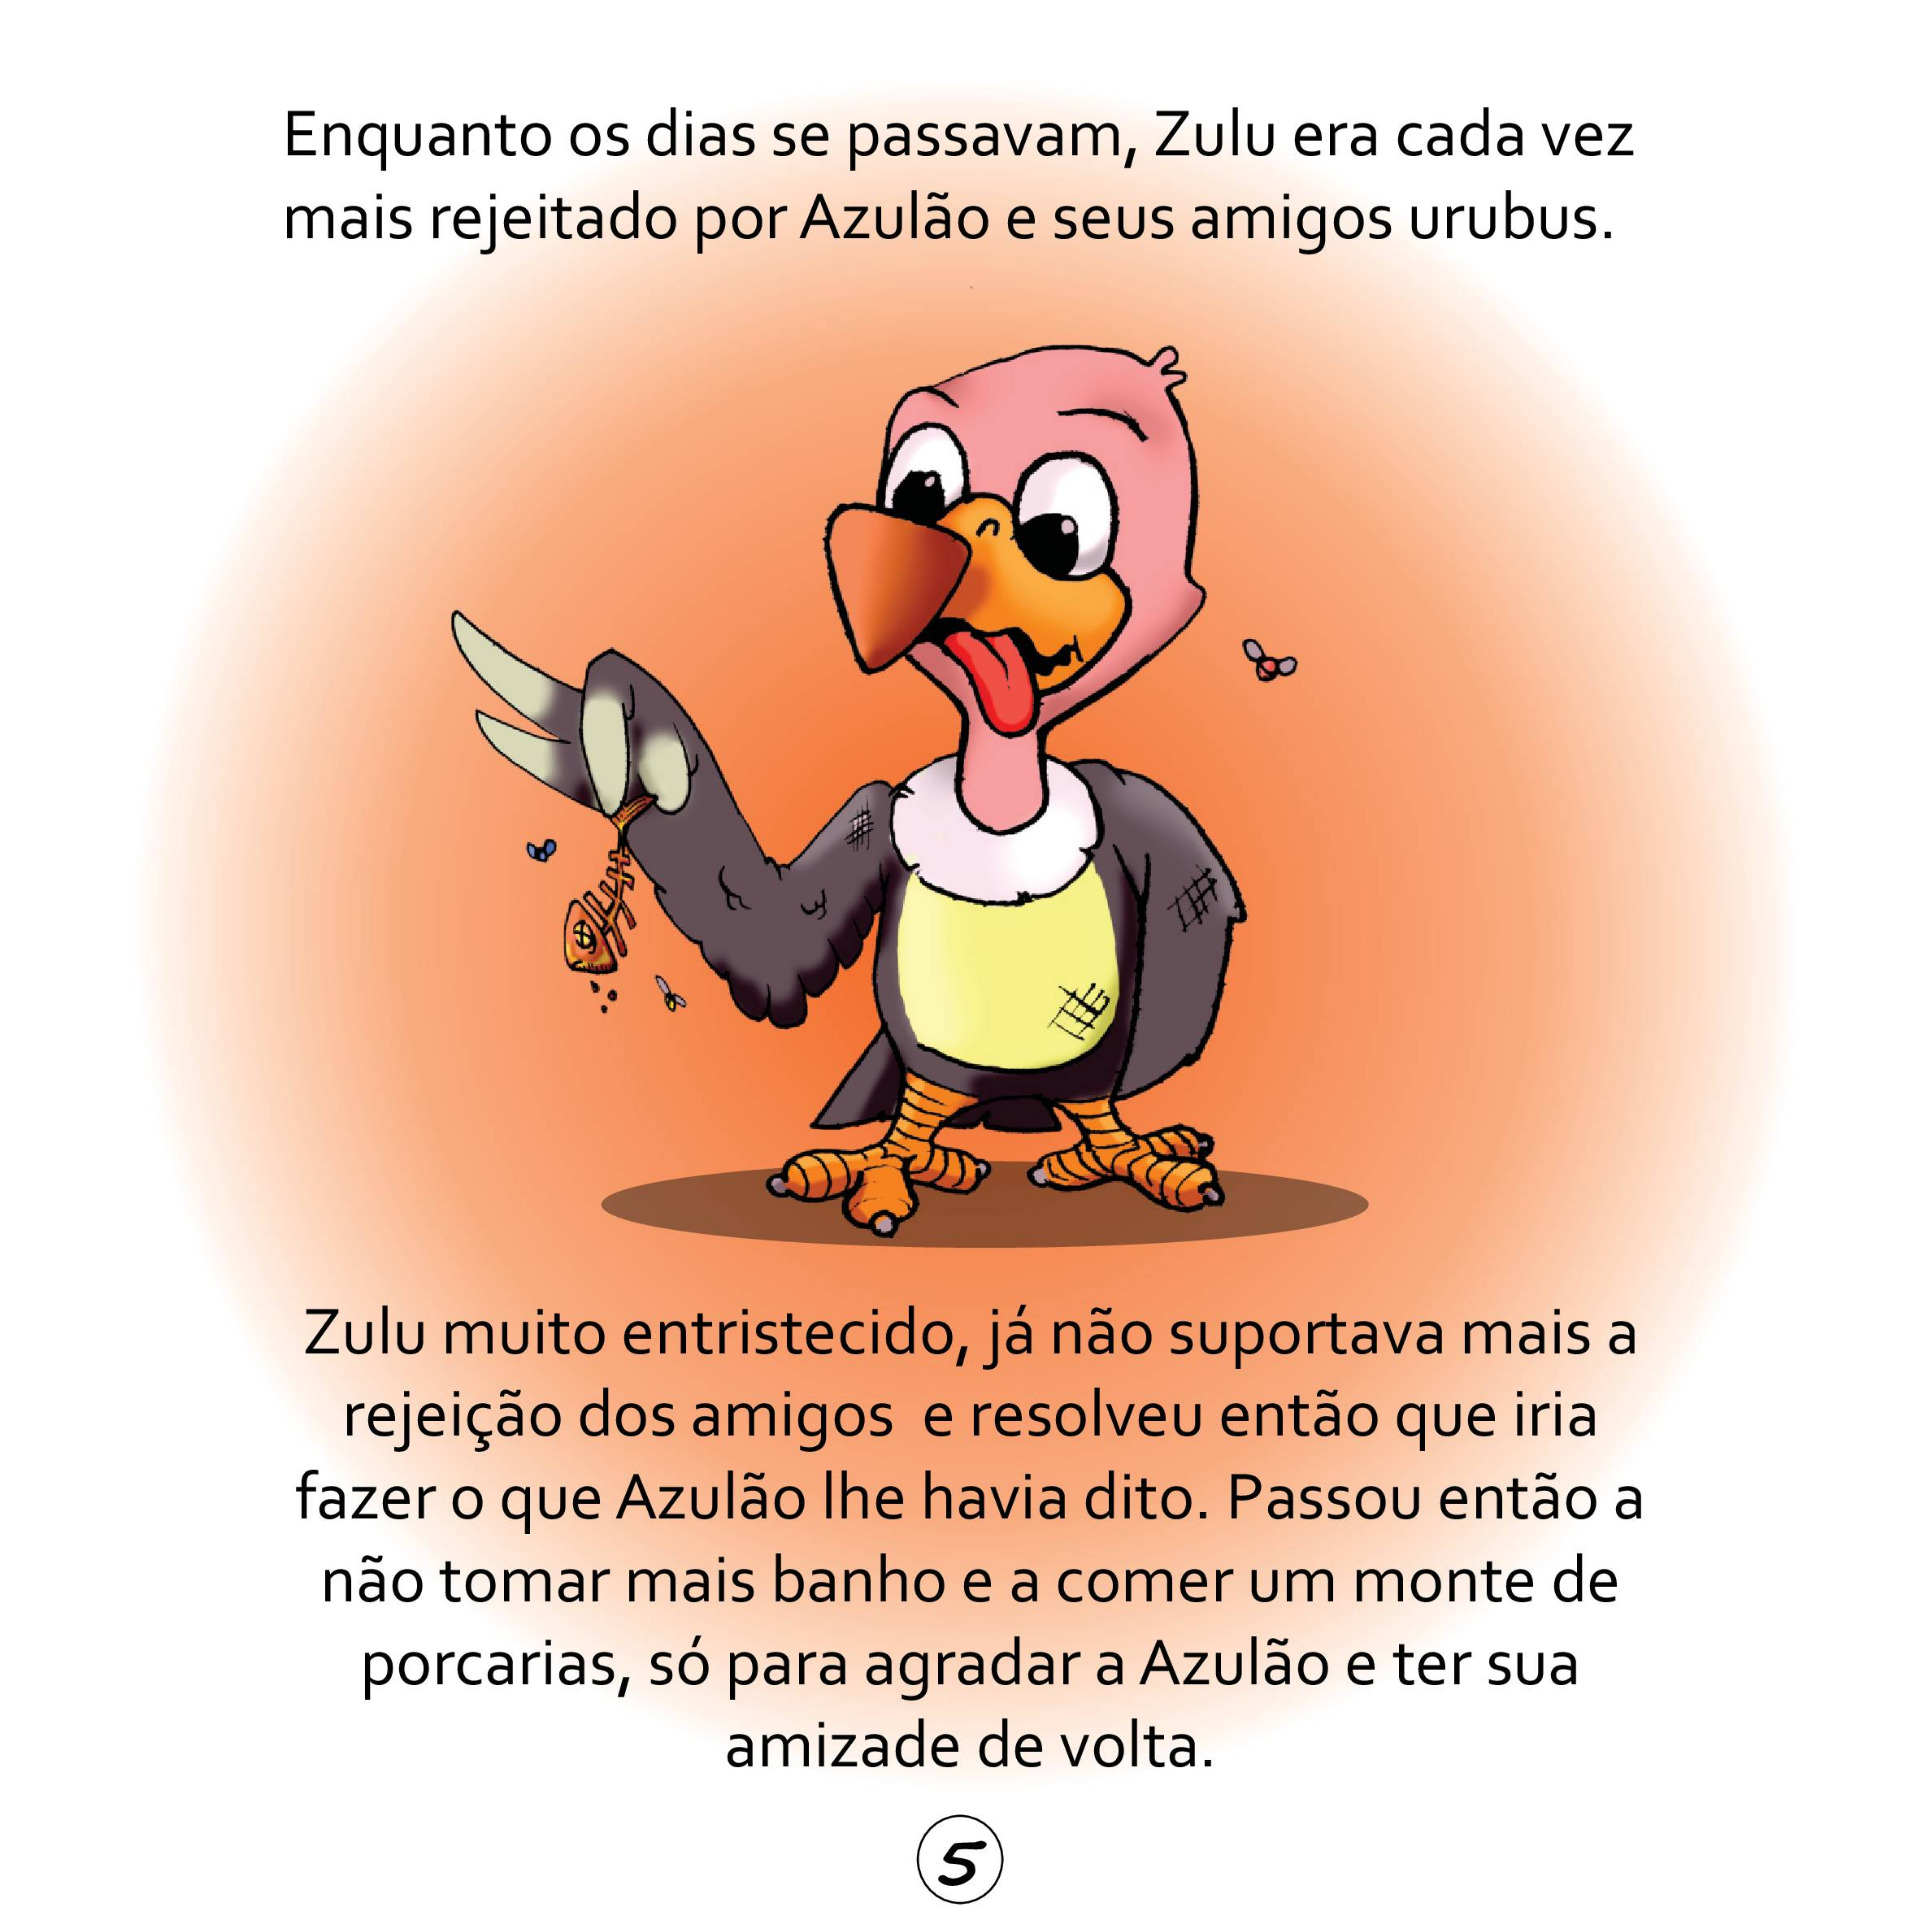 Enquanto os dias se passavam, Zulu era cada vez
mais rejeitado por Azulão e seus amigos urubus.
Zulu muito entristecido, já não suportava mais a
rejeição dos amigos  e resolveu então que iria
fazer o que Azulão lhe havia dito. Passou então a
não tomar mais banho e a comer um monte de
porcarias, só para agradar a Azulão e ter sua
amizade de volta.
5